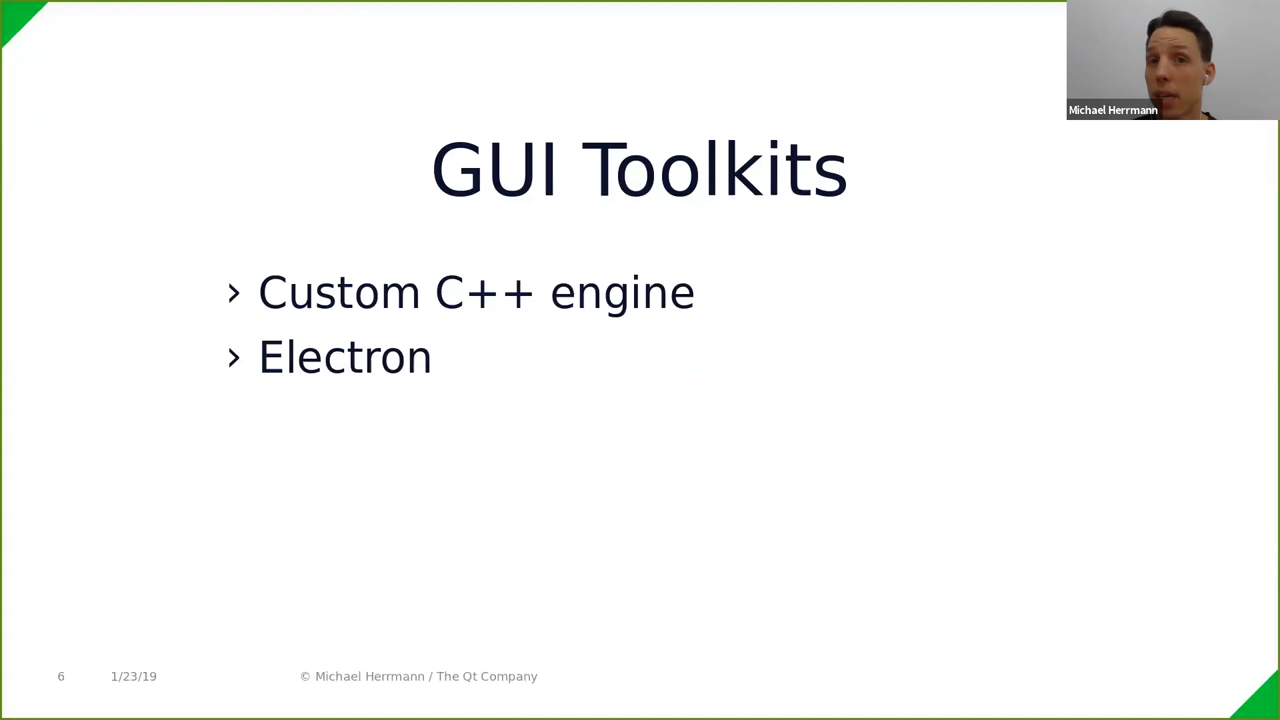 Michael Herrmann
GUI Toolkits
› Custom C++ engine
› Electron
6 1/23/19 © Michael Herrmann / The Qt Company